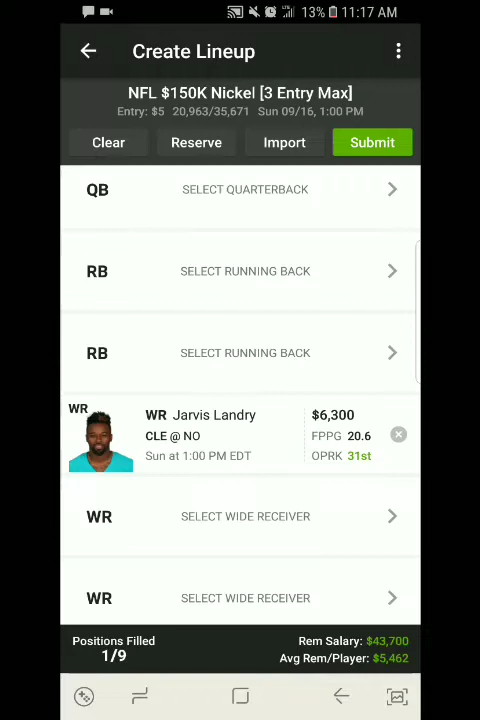 13% 11:17 AM
Create Lineup
NFL $150K Nickel [3 Entry Max]
Entry: $5 20,963/35,671 Sun 09/16, 1:00 PM
Clear Reserve Import Submit
QB SELECT QUARTERBACK
RB SELECT RUNNING BACK
RB SELECT RUNNING BACK
WR
WR Jarvis Landry $6,300
CLE @ NO FPPG 20.6
Sun at 1:00 PM EDT OPRK 31st
WR SELECT WIDE RECEIVER
WR SELECT WIDE RECEIVER
Positions Filled Rem Salary: $43,700
1/9 Avg Rem/Player: $5,462